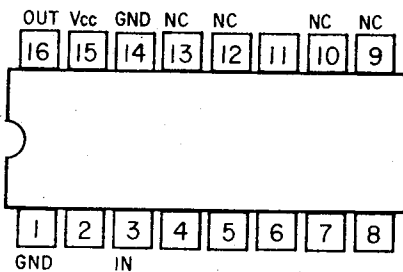 OUT Vcc GND NC NC NC NC
16 15 14 13 12 11 10 9
1 2 3 4 5 6 7 8
GND IN